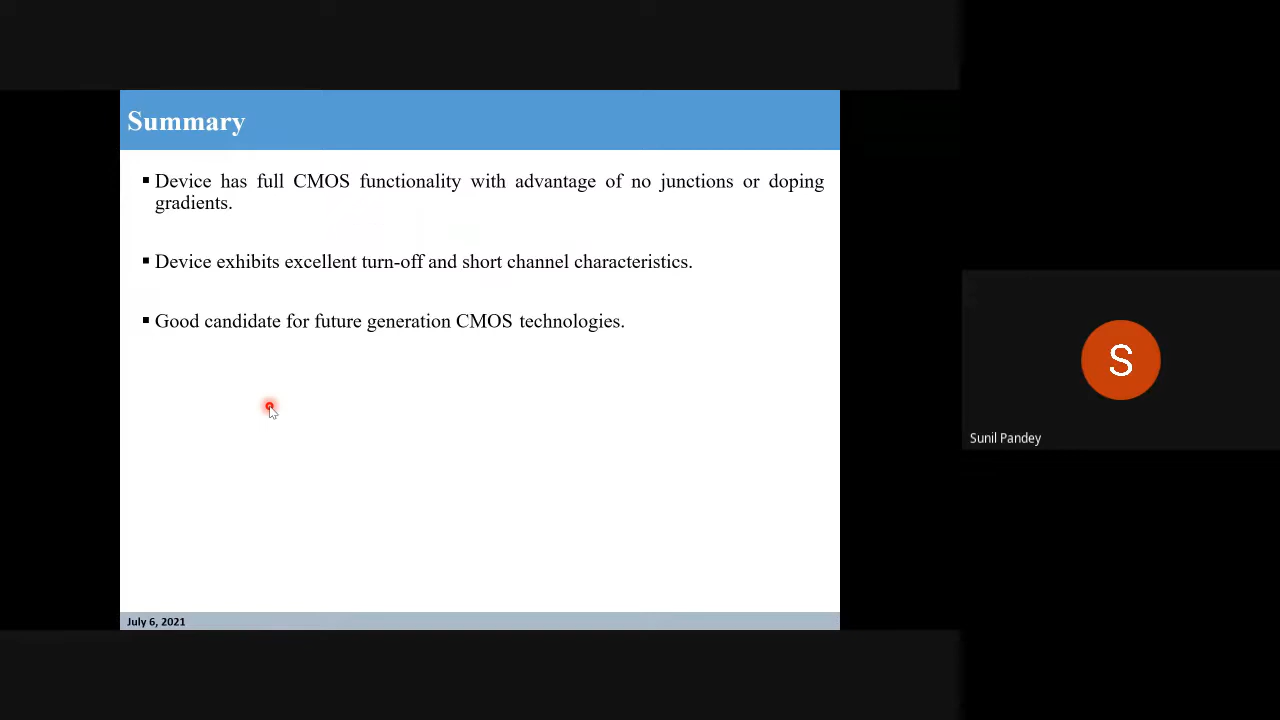 Summary
▪ Device has full CMOS functionality with advantage of no junctions or doping
gradients.
▪ Device exhibits excellent turn-off and short channel characteristics.
▪ Good candidate for future generation CMOS technologies.
S
Sunil Pandey
July 6, 2021